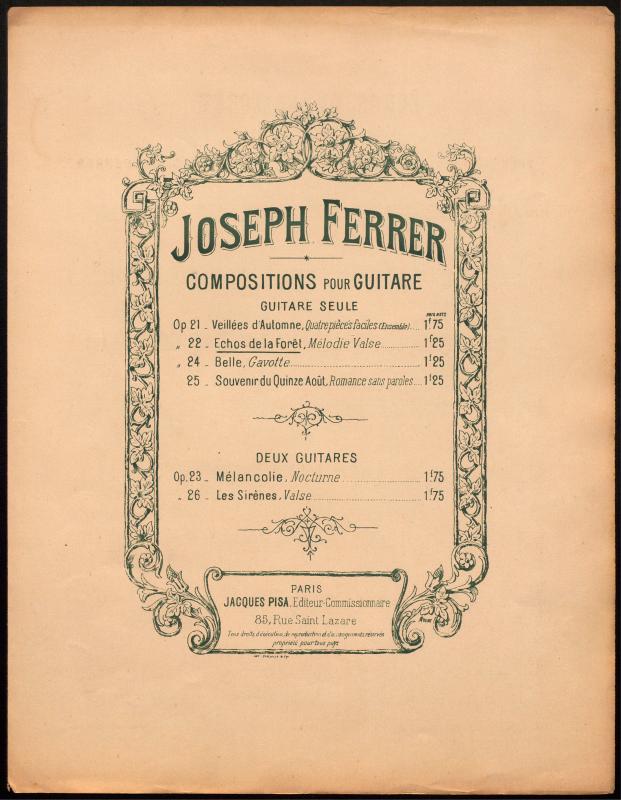 JOSEPH FERRER
COMPOSITIONS POUR GUITARE
GUITARE SEULE
PRIX NETS
Op 21 _ Veillées d'Automne, Quatre pièces faciles (Ensemble) .... 1f75
„ 22 _ Echos de la Forêt, Mélodie Valse .......... 1f25
„ 24 _ Belle, Gavotte .......... 1f25
25 _ Souvenir du Quinze Août, Romance sans paroles .... 1f25
DEUX GUITARES
Op. 23 _ Mélancolie, Nocturne .......... 1f75
„ 26 _ Les Sirènes, Valse .......... 1f75
PARIS
JACQUES PISA, Editeur-Commissionnaire
85, Rue Saint Lazare
Tous droits d'exécution, de reproduction et d'arrangements réservés
propriété pour tous pays